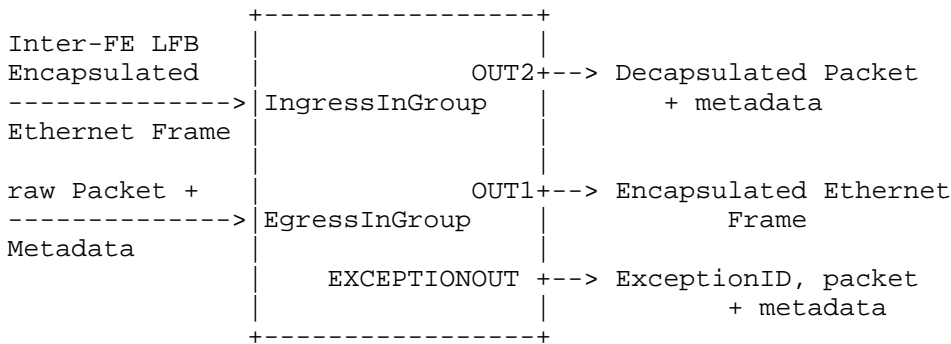 Inter-FE LFB
Encapsulated OUT2+--> Decapsulated Packet
-------------->|IngressInGroup + metadata
Ethernet Frame
raw Packet + OUT1+--> Encapsulated Ethernet
-------------->|EgressInGroup Frame
Metadata
EXCEPTIONOUT +--> ExceptionID, packet
+ metadata